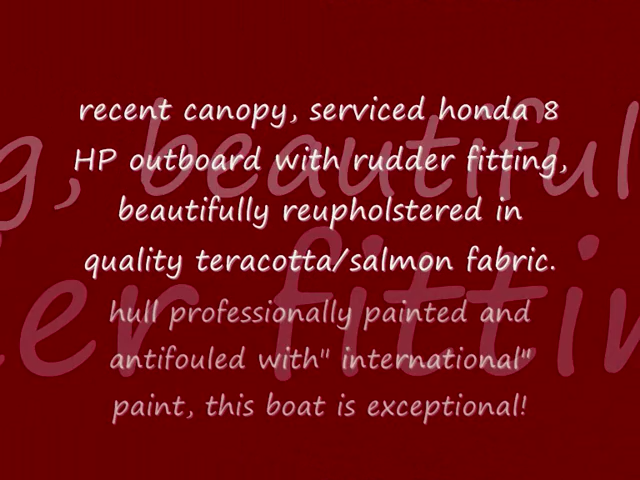 recent canopy, serviced honda 8
HP outboard with rudder fitting,
beautifully reupholstered in
quality teracotta/salmon fabric.
hull professionally painted and
antifouled with" international"
paint, this boat is exceptional!